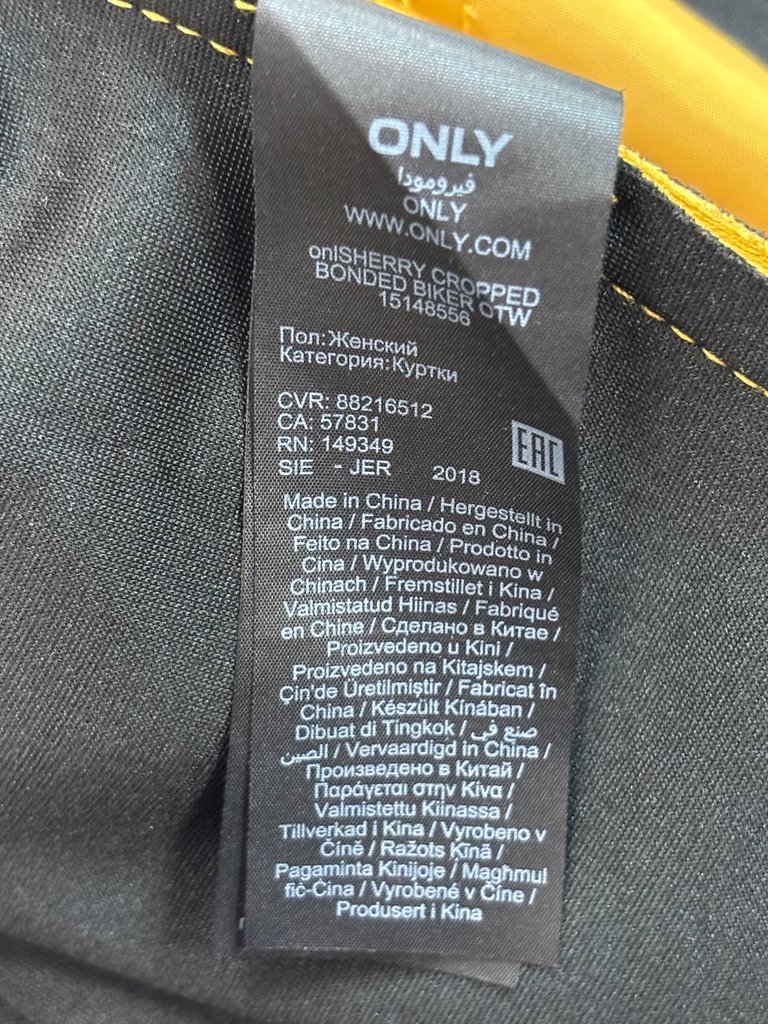 ONLY
فيرومودا
ONLY
WWW.ONLY.COM
onlSHERRY CROPPED
BONDED BIKER OTW
15148556
Пол:Женский
Категория:Куртки
CVR: 88216512
CA: 57831
RN: 149349
SIE - JER 2018
EAC
Made in China / Hergestellt in
China / Fabricado en China /
Feito na China / Prodotto in
Cina / Wyprodukowano w
Chinach / Fremstillet i Kina /
Valmistatud Hiinas / Fabriqué
en Chine / Сделано в Китае /
Proizvedeno u Kini /
Proizvedeno na Kitajskem /
Çin'de Üretilmiştir / Fabricat în
China / Készült Kínában /
Dibuat di Tingkok / صنع في
الصين / Vervaardigd in China /
Произведено в Китай /
Παράγεται στην Κίνα /
Valmistettu Kiinassa /
Tillverkad i Kina / Vyrobeno v
Číně / Ražots Ķīnā /
Pagaminta Kinijoje / Magħmul
fiċ-Ċina / Vyrobené v Číne /
Produsert i Kina